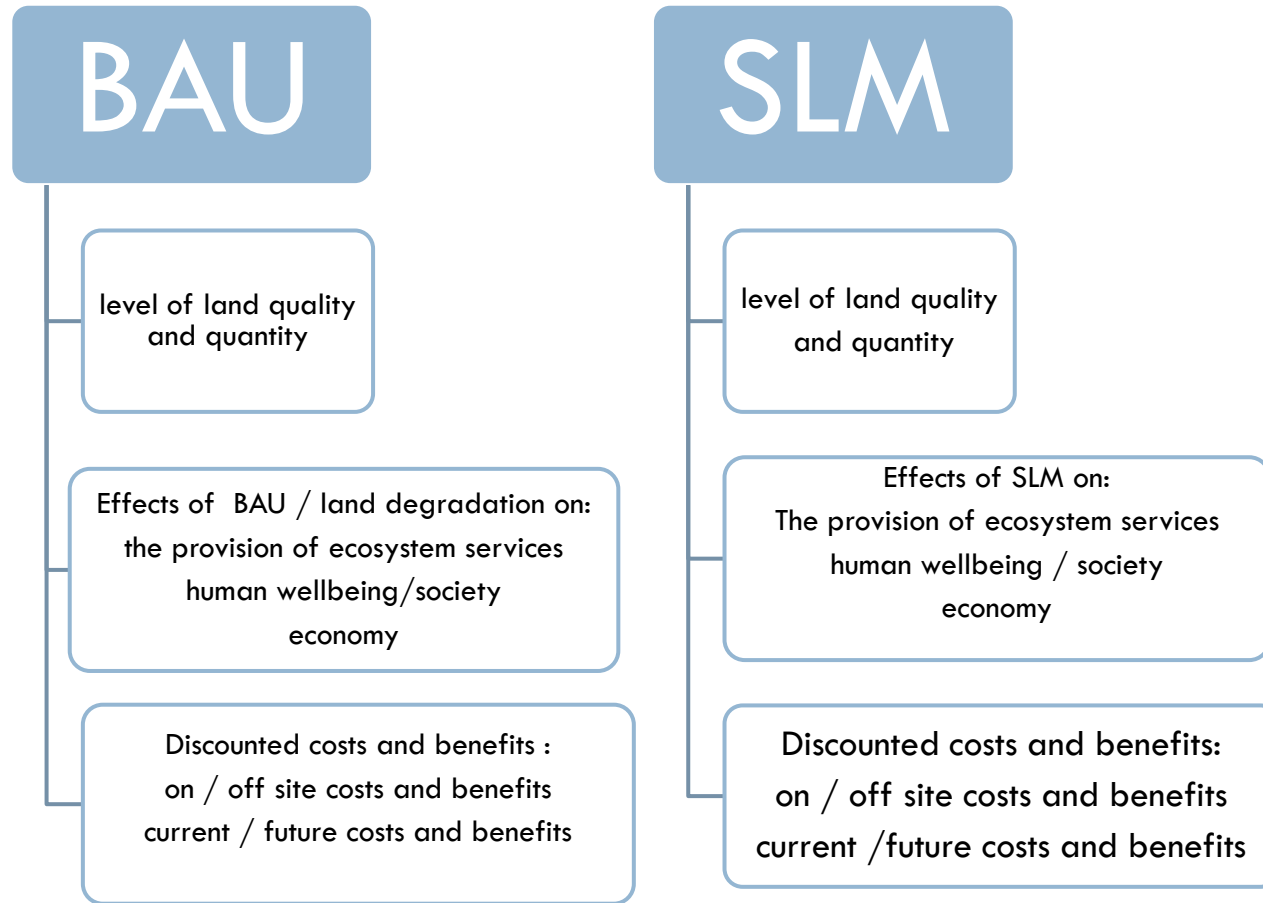 BAU
level of land quality
and quantity
Effects of BAU / land degradation on:
the provision of ecosystem services
human wellbeing/society
economy
Discounted costs and benefits :
on / off site costs and benefits
current / future costs and benefits
SLM
level of land quality
and quantity
Effects of SLM on:
The provision of ecosystem services
human wellbeing / society
economy
Discounted costs and benefits:
on / off site costs and benefits
current /future costs and benefits